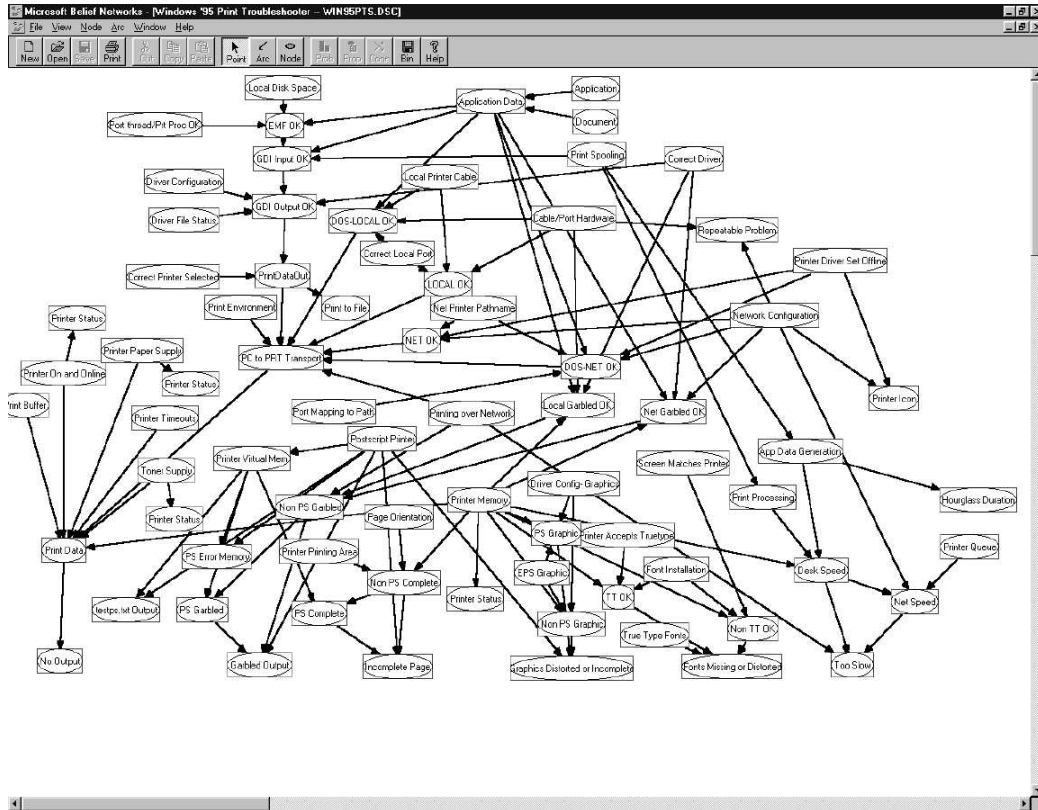 Microsoft Belief Networks - [Windows '95 Print Troubleshooter -- WIN95PTS.DSC]
File View Node Arc Window Help
New Open Save Print Cut Copy Paste Point Arc Node Prob Prop Bin Help
Local Disk Space
Application Data
Application
Port thread/Prt Proc OK
EMF OK
Document
GDI Input OK
Print Spooling
Correct Driver
Driver Configuration
Local Printer Cable
GDI Output OK
Driver File Status
DOS-LOCAL OK
Cable/Port Hardware
Repeatable Problem
Correct Local Port
Printer Driver Set Offline
Correct Printer Selected
PrintDataOut
LOCAL OK
Print Environment
Print to File
Net Printer Pathname
Network Configuration
Printer Status
NET OK
Printer Paper Supply
PC to PRT Transport
DOS-NET OK
Printer On and Online
Printer Status
Print Buffer
Printer Timeouts
Port Mapping to Path
Printing over Network
Local Garbled OK
Net Garbled OK
Printer Icon
Postscript Printer
Printer Virtual Mem
App Data Generation
Toner Supply
Screen Matches Printer
Driver Config- Graphics
Printer Status
Non PS Garbled
Page Orientation
Printer Memory
Print Processing
Hourglass Duration
PS Graphic
Printer Accepts Truetype
Print Data
PS Error Memory
Printer Printing Area
Printer Queue
EPS Graphic
Font Installation
Desk Speed
Non PS Complete
testps.txt Output
PS Garbled
PS Complete
Printer Status
TT OK
Net Speed
Non PS Graphic
True Type Fonts
Non TT OK
No Output
Garbled Output
Incomplete Page
Graphics Distorted or Incomplete
Fonts Missing or Distorted
Too Slow